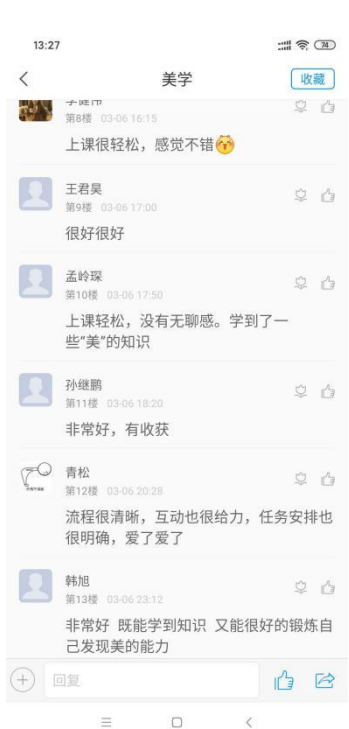 13:27
74
美学
收藏
李健伟
第8楼 03-06 16:15
上课很轻松，感觉不错
王君昊
第9楼 03-06 17:00
很好很好
孟岭琛
第10楼 03-06 17:50
上课轻松，没有无聊感。学到了一
些"美"的知识
孙继鹏
第11楼 03-06 18:20
非常好，有收获
青松
第12楼 03-06 20:28
流程很清晰，互动也很给力，任务安排也
很明确，爱了爱了
韩旭
第13楼 03-06 23:12
非常好 既能学到知识 又能很好的锻炼自
己发现美的能力
回复